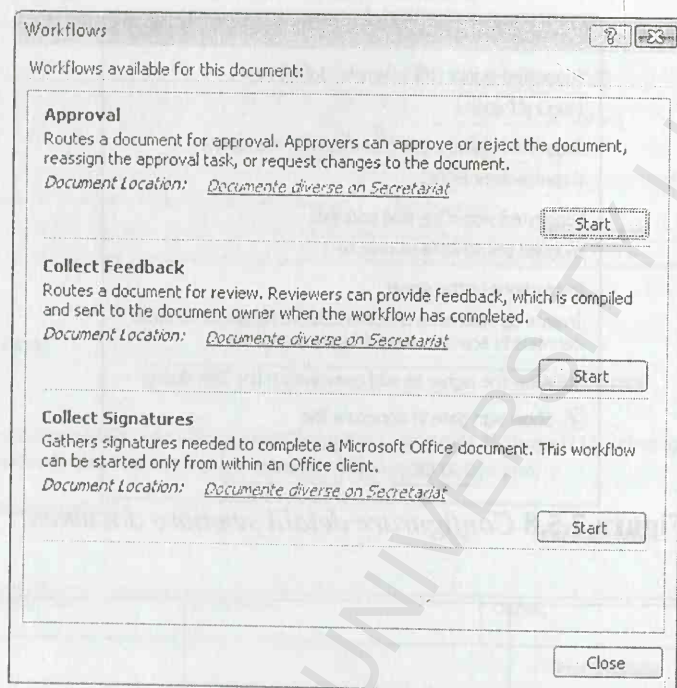 Workflows
Workflows available for this document:
Approval
Routes a document for approval. Approvers can approve or reject the document,
reassign the approval task, or request changes to the document.
Document Location: Documente diverse on Secretariat
Start
Collect Feedback
Routes a document for review. Reviewers can provide feedback, which is compiled
and sent to the document owner when the workflow has completed.
Document Location: Documente diverse on Secretariat
Start
Collect Signatures
Gathers signatures needed to complete a Microsoft Office document. This workflow
can be started only from within an Office client.
Document Location: Documente diverse on Secretariat
Start
Close
UNIVERSITY